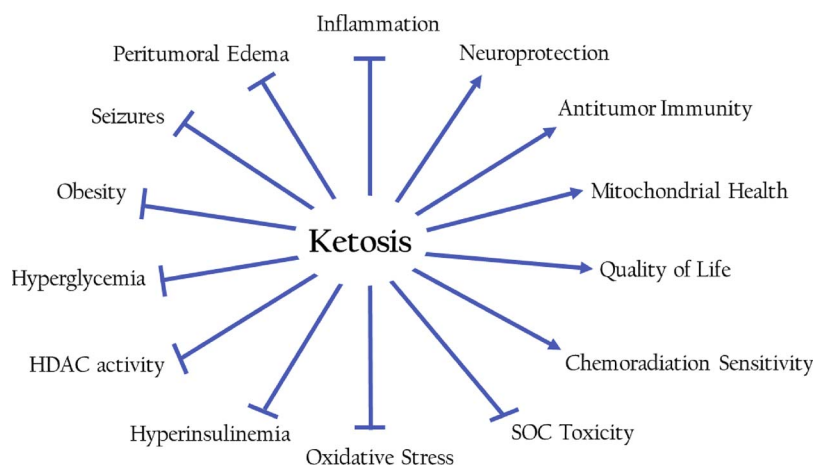 Inflammation
Peritumoral Edema
Neuroprotection
Seizures
Antitumor Immunity
Obesity
Mitochondrial Health
Ketosis
Hyperglycemia
Quality of Life
HDAC activity
Chemoradiation Sensitivity
Hyperinsulinemia
SOC Toxicity
Oxidative Stress